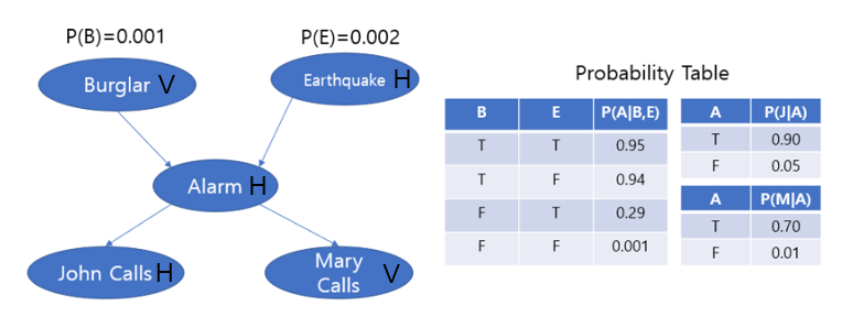 P(B)=0.001
P(E)=0.002
Burglar V
Earthquake H
Alarm H
John Calls H
Mary
Calls V
Probability Table
B E P(A|B,E)
T T 0.95
T F 0.94
F T 0.29
F F 0.001
A P(J|A)
T 0.90
F 0.05
A P(M|A)
T 0.70
F 0.01